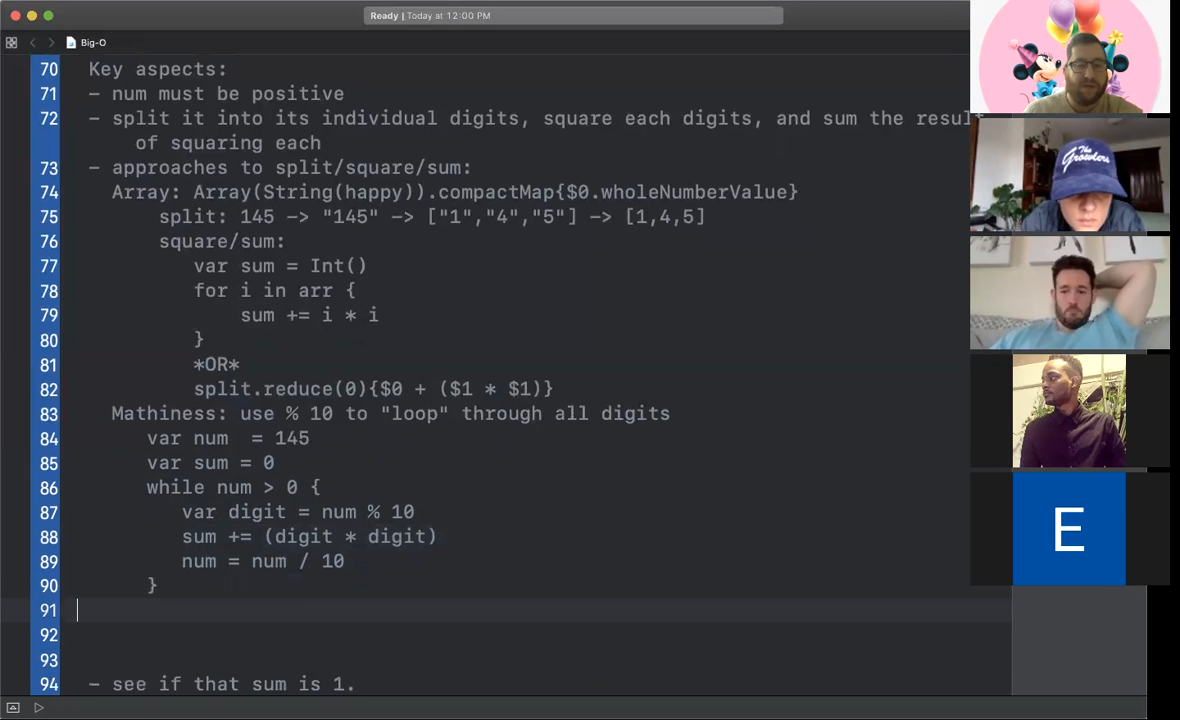 Ready | Today at 12:00 PM
Big-O
70 Key aspects:
71 - num must be positive
72 - split it into its individual digits, square each digits, and sum the resul
of squaring each
73 - approaches to split/square/sum:
74 Array: Array(String(happy)).compactMap{$0.wholeNumberValue}
75 split: 145 -> "145" -> ["1","4","5"] -> [1,4,5]
76 square/sum:
77 var sum = Int()
78 for i in arr {
79 sum += i * i
80 }
81 *OR*
82 split.reduce(0){$0 + ($1 * $1)}
83 Mathiness: use % 10 to "loop" through all digits
84 var num  = 145
85 var sum = 0
86 while num > 0 {
87 var digit = num % 10
88 sum += (digit * digit)
89 num = num / 10
90 }
91
92
93
94 - see if that sum is 1.
The Growlers
E